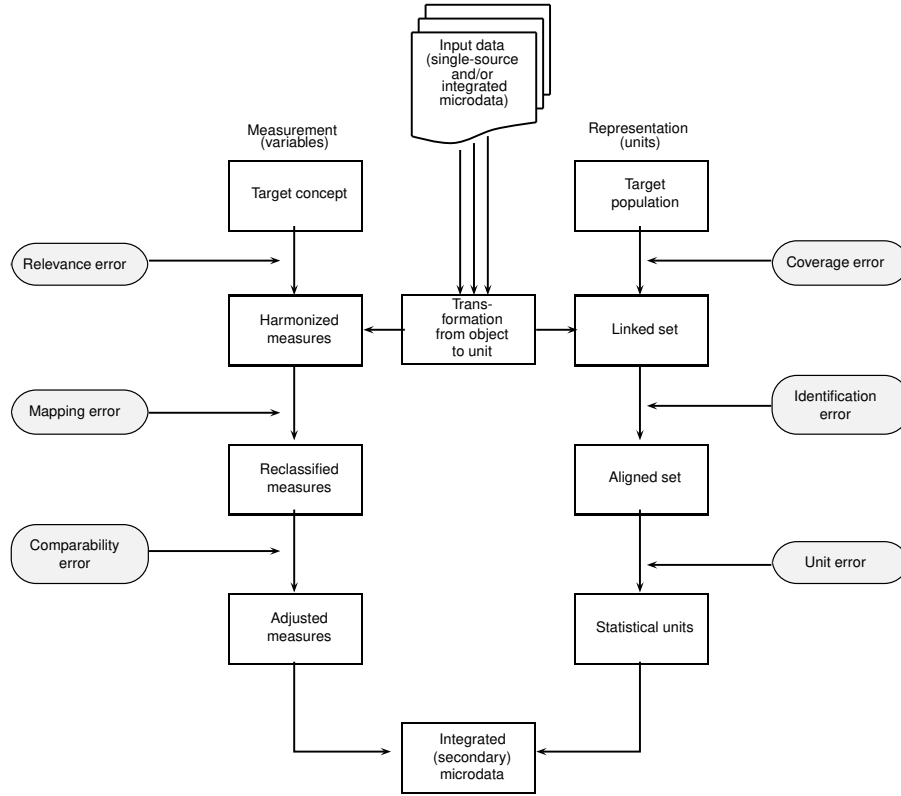 Input data
(single-source
and/or
integrated
microdata)
Measurement
(variables)
Representation
(units)
Target concept
Target
population
Relevance error
Coverage error
Harmonized
measures
Trans-
formation
from object
to unit
Linked set
Mapping error
Identification
error
Reclassified
measures
Aligned set
Comparability
error
Unit error
Adjusted
measures
Statistical units
Integrated
(secondary)
microdata